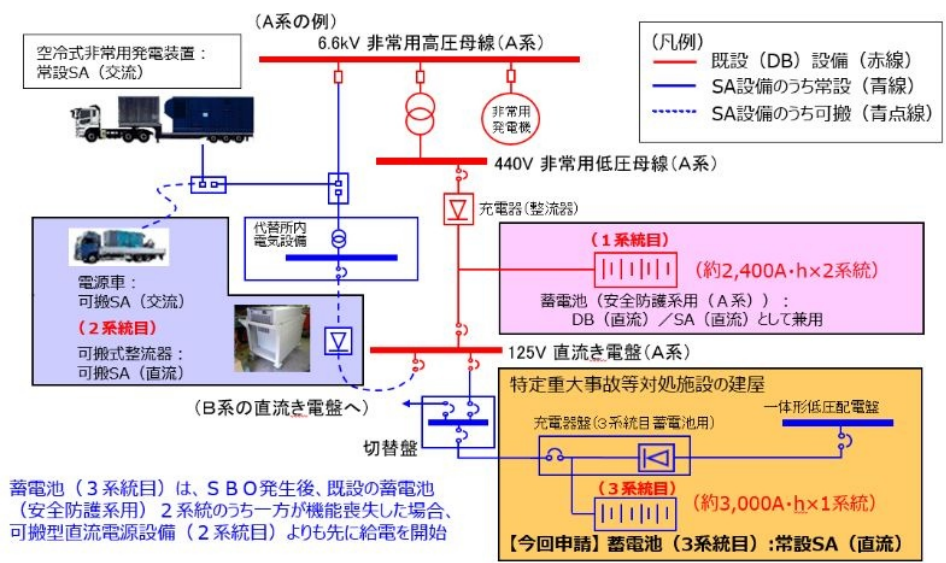 (A系の例)
6.6kV 非常用高圧母線(A系)
空冷式非常用発電装置:
常設SA(交流)
(凡例)
既設(DB)設備(赤線)
SA設備のうち常設(青線)
SA設備のうち可搬(青点線)
非常用
発電機
440V 非常用低圧母線(A系)
充電器(整流器)
代替所内
電気設備
(1系統目)
(約2,400A・h×2系統)
蓄電池(安全防護系用(A系)):
DB(直流)/SA(直流)として兼用
電源車:
可搬SA(交流)
(2系統目)
可搬式整流器:
可搬SA(直流)
125V 直流き電盤(A系)
(B系の直流き電盤へ)
切替盤
特定重大事故等対処施設の建屋
充電器盤(3系統目蓄電池用)
一体形低圧配電盤
(3系統目)
(約3,000A・h×1系統)
【今回申請】蓄電池(3系統目):常設SA(直流)
蓄電池(3系統目)は、SBO発生後、既設の蓄電池
(安全防護系用)2系統のうち一方が機能喪失した場合、
可搬型直流電源設備(2系統目)よりも先に給電を開始